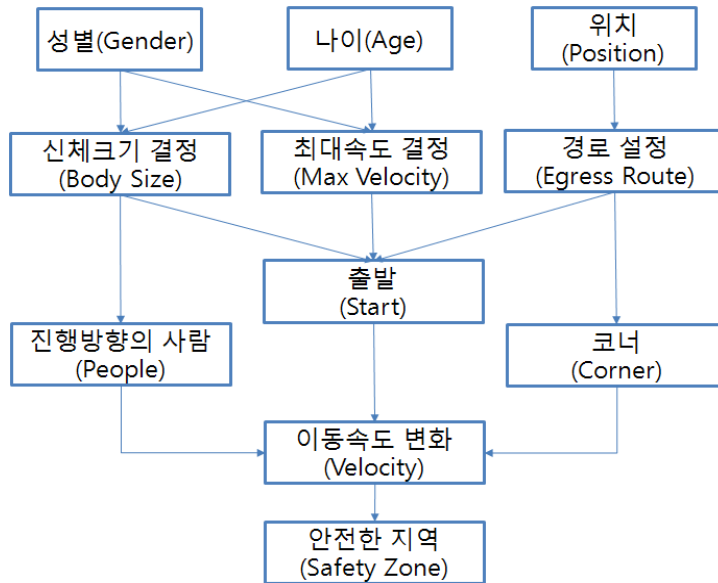 성별(Gender)
나이(Age)
위치
(Position)
신체크기 결정
(Body Size)
최대속도 결정
(Max Velocity)
경로 설정
(Egress Route)
출발
(Start)
진행방향의 사람
(People)
코너
(Corner)
이동속도 변화
(Velocity)
안전한 지역
(Safety Zone)